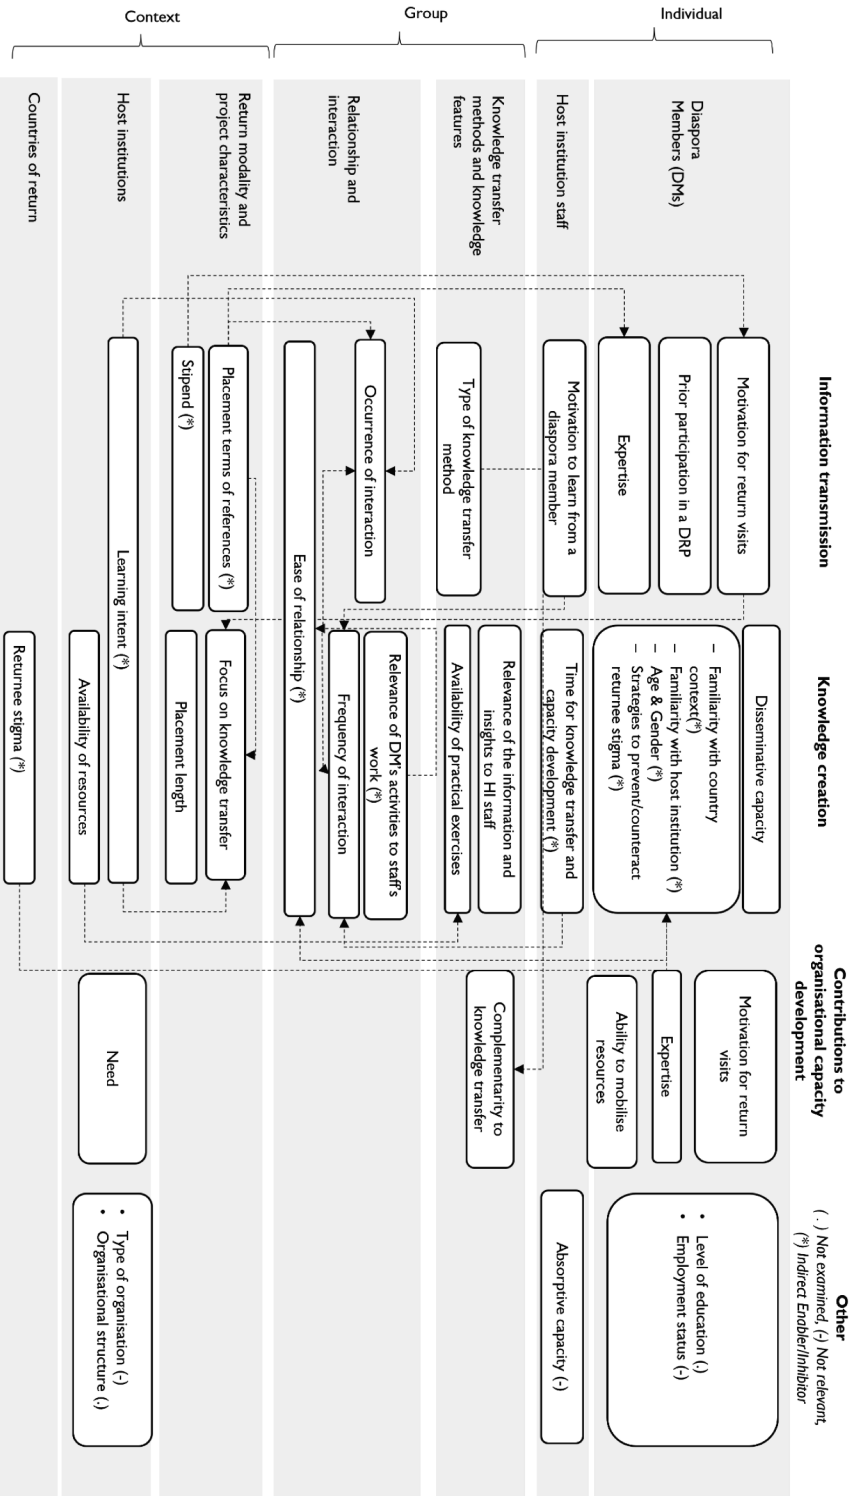 Information transmission
Knowledge creation
Contributions to
organisational capacity
development
Other
( . ) Not examined, (-) Not relevant,
(*) Indirect Enabler/Inhibitor
Individual
Diaspora
Members (DMs)
Motivation for return visits
Prior participation in a DRP
Expertise
Disseminative capacity
– Familiarity with country
context(*)
– Familiarity with host institution (*)
– Age & Gender (*)
– Strategies to prevent/counteract
returnee stigma (*)
Motivation for return
visits
Expertise
Ability to mobilise
resources
• Level of education (.)
• Employment status (-)
Host institution staff
Motivation to learn from a
diaspora member
Time for knowledge transfer and
capacity development (*)
Absorptive capacity (-)
Group
Knowledge transfer
methods and knowledge
features
Type of knowledge transfer
method
Relevance of the information and
insights to HI staff
Availability of practical exercises
Complementarity to
knowledge transfer
Relationship and
interaction
Occurrence of interaction
Relevance of DM's activities to staff's
work (*)
Frequency of interaction
Ease of relationship (*)
Context
Return modality and
project characteristics
Placement terms of references (*)
Stipend (*)
Focus on knowledge transfer
Placement length
Host institutions
Learning intent (*)
Availability of resources
Need
• Type of organisation (-)
• Organisational structure (.)
Countries of return
Returnee stigma (*)